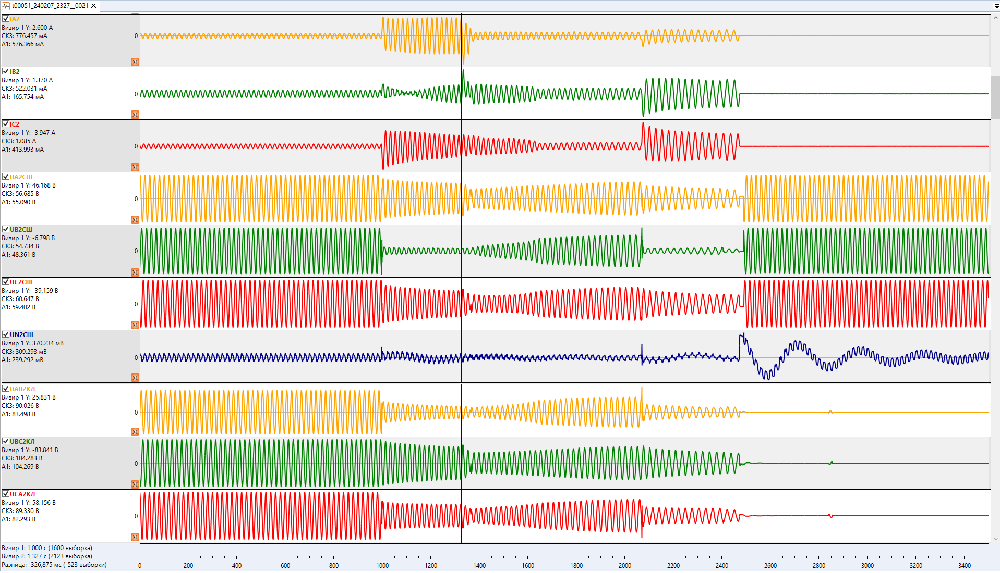 t00051_240207_2327__0021
IA2
Визир 1 Y: 2.600 А
СКЗ: 776.457 мА
A1: 576.366 мА
0
M
IB2
Визир 1 Y: 1.370 А
СКЗ: 522.031 мА
A1: 165.754 мА
0
M
IC2
Визир 1 Y: -3.947 А
СКЗ: 1.085 А
A1: 413.993 мА
0
M
UA2СШ
Визир 1 Y: 46.168 В
СКЗ: 56.685 В
A1: 55.090 В
0
M
UB2СШ
Визир 1 Y: -6.798 В
СКЗ: 54.734 В
A1: 48.361 В
0
M
UC2СШ
Визир 1 Y: -39.159 В
СКЗ: 60.647 В
A1: 59.402 В
0
M
UN2СШ
Визир 1 Y: 370.234 мВ
СКЗ: 309.293 мВ
A1: 239.292 мВ
0
M
UAB2КЛ
Визир 1 Y: 25.831 В
СКЗ: 90.026 В
A1: 83.498 В
0
M
UBC2КЛ
Визир 1 Y: -83.841 В
СКЗ: 104.283 В
A1: 104.269 В
0
M
UCA2КЛ
Визир 1 Y: 58.156 В
СКЗ: 89.330 В
A1: 82.293 В
0
M
Визир 1: 1,000 с (1600 выборка)
Визир 2: 1,327 с (2123 выборка)
Разница: -326,875 мс (-523 выборки)
0 200 400 600 800 1000 1200 1400 1600 1800 2000 2200 2400 2600 2800 3000 3200 3400